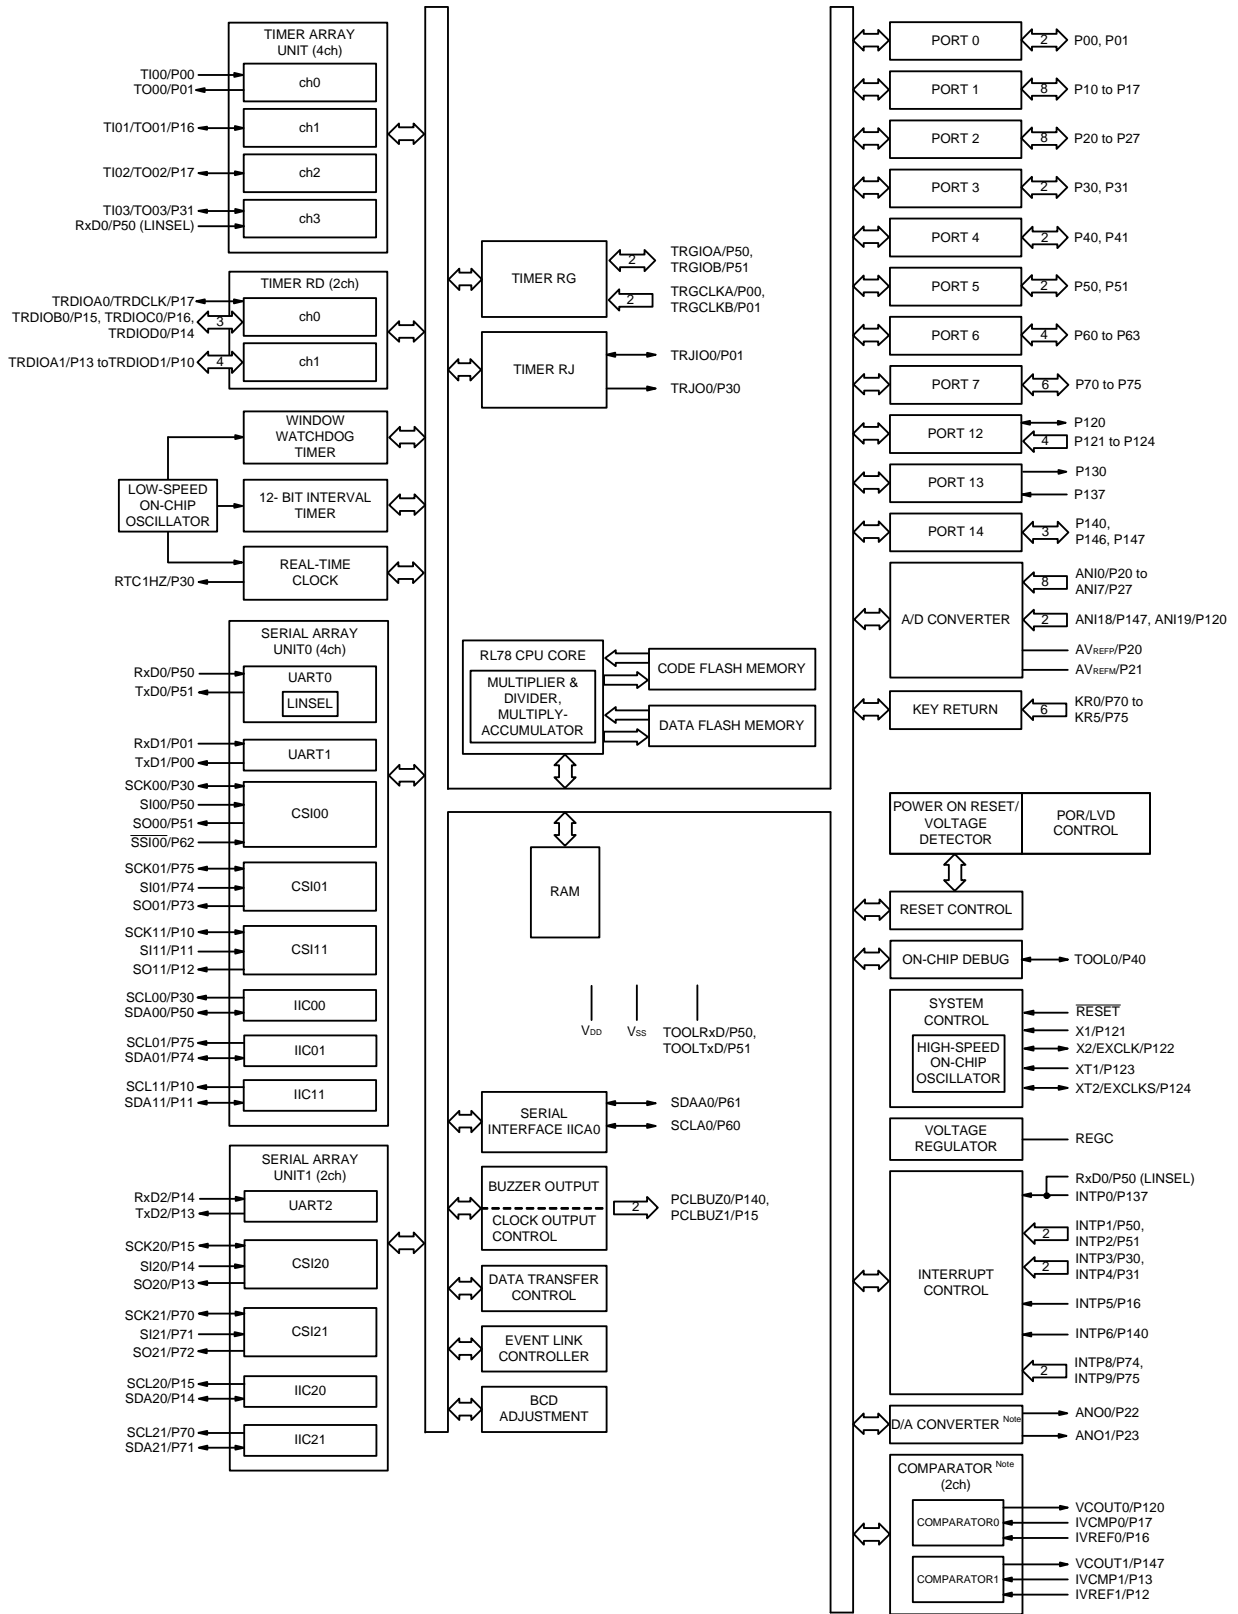 TIMER ARRAY
UNIT (4ch)
TI00/P00
TO00/P01
ch0
TI01/TO01/P16
ch1
TI02/TO02/P17
ch2
TI03/TO03/P31
RxD0/P50 (LINSEL)
ch3
TIMER RD (2ch)
TRDIOA0/TRDCLK/P17
TRDIOB0/P15, TRDIOC0/P16,
TRDIOD0/P14
3
ch0
TRDIOA1/P13 toTRDIOD1/P10
4
ch1
WINDOW
WATCHDOG
TIMER
LOW-SPEED
ON-CHIP
OSCILLATOR
12- BIT INTERVAL
TIMER
RTC1HZ/P30
REAL-TIME
CLOCK
SERIAL ARRAY
UNIT0 (4ch)
RxD0/P50
TxD0/P51
UART0
LINSEL
RxD1/P01
TxD1/P00
UART1
SCK00/P30
SI00/P50
SO00/P51
SSI00/P62
CSI00
SCK01/P75
SI01/P74
SO01/P73
CSI01
SCK11/P10
SI11/P11
SO11/P12
CSI11
SCL00/P30
SDA00/P50
IIC00
SCL01/P75
SDA01/P74
IIC01
SCL11/P10
SDA11/P11
IIC11
SERIAL ARRAY
UNIT1 (2ch)
RxD2/P14
TxD2/P13
UART2
SCK20/P15
SI20/P14
SO20/P13
CSI20
SCK21/P70
SI21/P71
SO21/P72
CSI21
SCL20/P15
SDA20/P14
IIC20
SCL21/P70
SDA21/P71
IIC21
TIMER RG
2
TRGIOA/P50,
TRGIOB/P51
2
TRGCLKA/P00,
TRGCLKB/P01
TIMER RJ
TRJIO0/P01
TRJO0/P30
RL78 CPU CORE
MULTIPLIER &
DIVIDER,
MULTIPLY-
ACCUMULATOR
CODE FLASH MEMORY
DATA FLASH MEMORY
RAM
VDD
VSS
TOOLRxD/P50,
TOOLTxD/P51
SERIAL
INTERFACE IICA0
SDAA0/P61
SCLA0/P60
BUZZER OUTPUT
CLOCK OUTPUT
CONTROL
2
PCLBUZ0/P140,
PCLBUZ1/P15
DATA TRANSFER
CONTROL
EVENT LINK
CONTROLLER
BCD
ADJUSTMENT
PORT 0
2
P00, P01
PORT 1
8
P10 to P17
PORT 2
8
P20 to P27
PORT 3
2
P30, P31
PORT 4
2
P40, P41
PORT 5
2
P50, P51
PORT 6
4
P60 to P63
PORT 7
6
P70 to P75
PORT 12
P120
4
P121 to P124
PORT 13
P130
P137
PORT 14
3
P140,
P146, P147
A/D CONVERTER
8
ANI0/P20 to
ANI7/P27
2
ANI18/P147, ANI19/P120
AVREFP/P20
AVREFM/P21
KEY RETURN
6
KR0/P70 to
KR5/P75
POWER ON RESET/
VOLTAGE
DETECTOR
POR/LVD
CONTROL
RESET CONTROL
ON-CHIP DEBUG
TOOL0/P40
SYSTEM
CONTROL
HIGH-SPEED
ON-CHIP
OSCILLATOR
RESET
X1/P121
X2/EXCLK/P122
XT1/P123
XT2/EXCLKS/P124
VOLTAGE
REGULATOR
REGC
INTERRUPT
CONTROL
RxD0/P50 (LINSEL)
INTP0/P137
2
INTP1/P50,
INTP2/P51
2
INTP3/P30,
INTP4/P31
INTP5/P16
INTP6/P140
2
INTP8/P74,
INTP9/P75
D/A CONVERTER Note
ANO0/P22
ANO1/P23
COMPARATOR Note
(2ch)
COMPARATOR0
VCOUT0/P120
IVCMP0/P17
IVREF0/P16
COMPARATOR1
VCOUT1/P147
IVCMP1/P13
IVREF1/P12